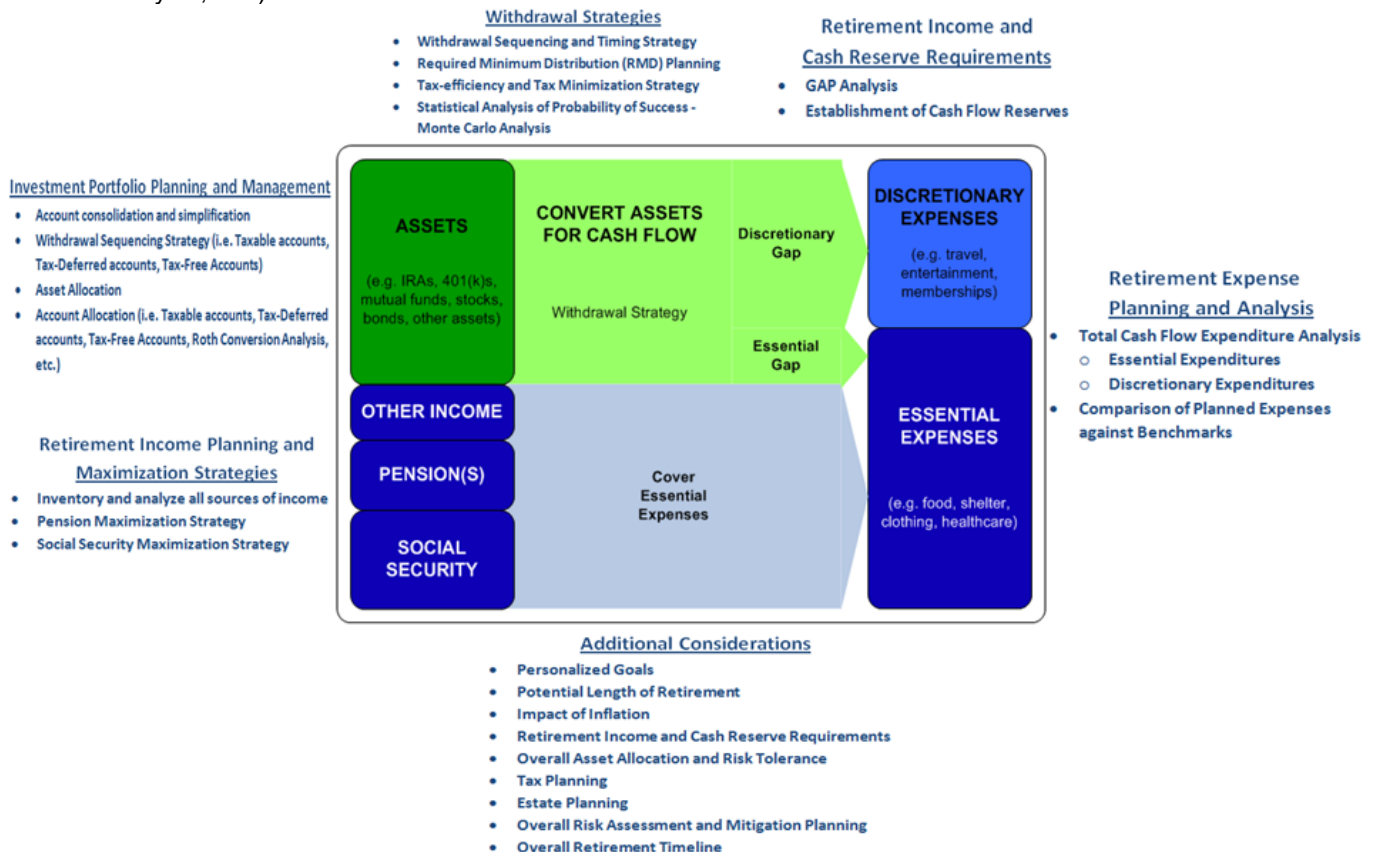 Withdrawal Strategies
• Withdrawal Sequencing and Timing Strategy
• Required Minimum Distribution (RMD) Planning
• Tax-efficiency and Tax Minimization Strategy
• Statistical Analysis of Probability of Success -
Monte Carlo Analysis
Retirement Income and
Cash Reserve Requirements
• GAP Analysis
• Establishment of Cash Flow Reserves
Investment Portfolio Planning and Management
• Account consolidation and simplification
• Withdrawal Sequencing Strategy (i.e. Taxable accounts,
Tax-Deferred accounts, Tax-Free Accounts)
• Asset Allocation
• Account Allocation (i.e. Taxable accounts, Tax-Deferred
accounts, Tax-Free Accounts, Roth Conversion Analysis,
etc.)
Retirement Income Planning and
Maximization Strategies
• Inventory and analyze all sources of income
• Pension Maximization Strategy
• Social Security Maximization Strategy
ASSETS
(e.g. IRAs, 401(k)s,
mutual funds, stocks,
bonds, other assets)
OTHER INCOME
PENSION(S)
SOCIAL
SECURITY
CONVERT ASSETS
FOR CASH FLOW
Withdrawal Strategy
Discretionary
Gap
Essential
Gap
Cover
Essential
Expenses
DISCRETIONARY
EXPENSES
(e.g. travel,
entertainment,
memberships)
ESSENTIAL
EXPENSES
(e.g. food, shelter,
clothing, healthcare)
Retirement Expense
Planning and Analysis
• Total Cash Flow Expenditure Analysis
o Essential Expenditures
o Discretionary Expenditures
• Comparison of Planned Expenses
against Benchmarks
Additional Considerations
• Personalized Goals
• Potential Length of Retirement
• Impact of Inflation
• Retirement Income and Cash Reserve Requirements
• Overall Asset Allocation and Risk Tolerance
• Tax Planning
• Estate Planning
• Overall Risk Assessment and Mitigation Planning
• Overall Retirement Timeline